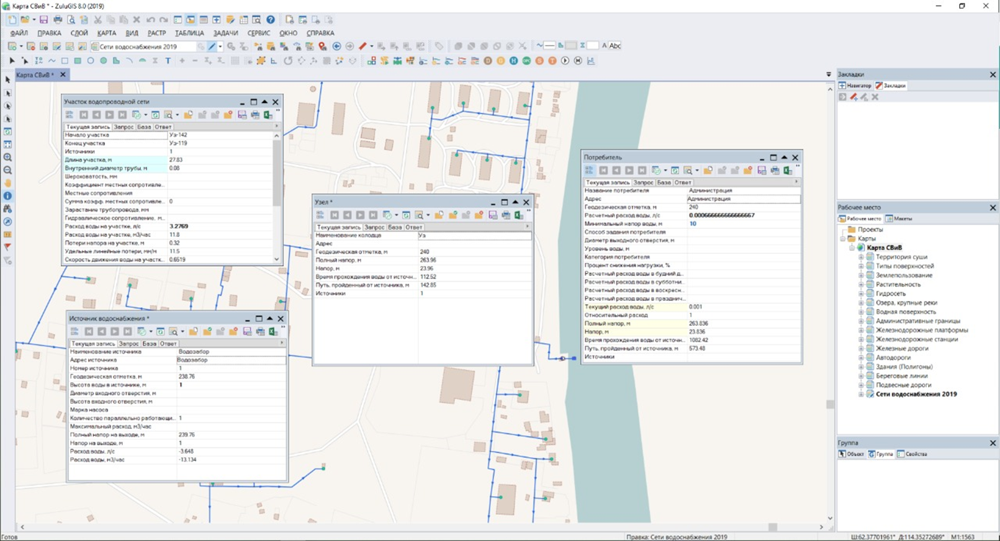 Карта СВиВ * - ZuluGIS 8.0 (2019)
ФАЙЛ ПРАВКА СЛОЙ КАРТА ВИД РАСТР ТАБЛИЦА ЗАДАЧИ СЕРВИС ОКНО СПРАВКА
Сети водоснабжения 2019
A Abc
Карта СВиВ *
Участок водопроводной сети
Текущая запись Запрос База Ответ
Начало участка Уз-142
Конец участка Уз-119
Источники 1
Длина участка, м 27.83
Внутренний диаметр трубы, м 0.08
Шероховатость, мм
Коэффициент местных сопротивле...
Местные сопротивления
Сумма коэфф. местных сопротивле... 0
Зарастание трубопровода, мм
Гидравлическое сопротивление, м...
Расход воды на участке, л/с 3.2769
Расход воды на участке, м3/час 11.8
Потери напора на участке, м 0.32
Удельные линейные потери, мм/м 11.5
Скорость движения воды на участк... 0.6519
Источник водоснабжения *
Текущая запись Запрос База Ответ
Наименование источника Водозабор
Адрес источника Водозабор
Номер источника 1
Геодезическая отметка, м 238.76
Высота воды в источнике, м 1
Диаметр входного отверстия, м
Высота входного отверстия, м
Марка насоса
Количество параллельно работающи... 1
Максимальный расход, м3/час
Полный напор на выходе, м 239.76
Напор на выходе, м 1
Расход воды, л/с -3.648
Расход воды, м3/час -13.134
Узел *
Текущая запись Запрос База Ответ
Наименование колодца Уз
Адрес
Геодезическая отметка, м 240
Полный напор, м 263.96
Напор, м 23.96
Время прохождения воды от источн... 112.52
Путь, пройденный от источника, м 142.85
Источники 1
Потребитель
Текущая запись Запрос База Ответ
Название потребителя Администрация
Адрес Администрация
Геодезическая отметка, м 240
Расчетный расход воды, л/с 0.000666666666666667
Минимальный напор воды, м 10
Способ задания потребителя
Диаметр выходного отверстия, м
Уровень воды, м
Категория потребителя
Процент снижения нагрузки, %
Расчетный расход воды в будний д...
Расчетный расход воды в субботни...
Расчетный расход воды в воскресн...
Расчетный расход воды в празднич...
Текущий расход воды, л/с 0.001
Относительный расход 1
Полный напор, м 263.836
Напор, м 23.836
Время прохождения воды от источн... 1082.42
Путь, пройденный от источника, м 573.48
Источники
Закладки
Навигатор Закладки
Рабочее место
Рабочее место Макеты
Проекты
Карты
Карта СВиВ
Территория суши
Типы поверхностей
Землепользование
Растительность
Гидросеть
Озера, крупные реки
Водная поверхность
Административные границы
Железнодорожные платформы
Железнодорожные станции
Железные дороги
Автодороги
Здания (Полигоны)
Береговые линии
Подвесные дороги
Сети водоснабжения 2019
Группа
Объект Группа Свойства
Готов
Правка: Сети водоснабжения 2019
Ш:62.37701961° Д:114.35272689° М1:1563